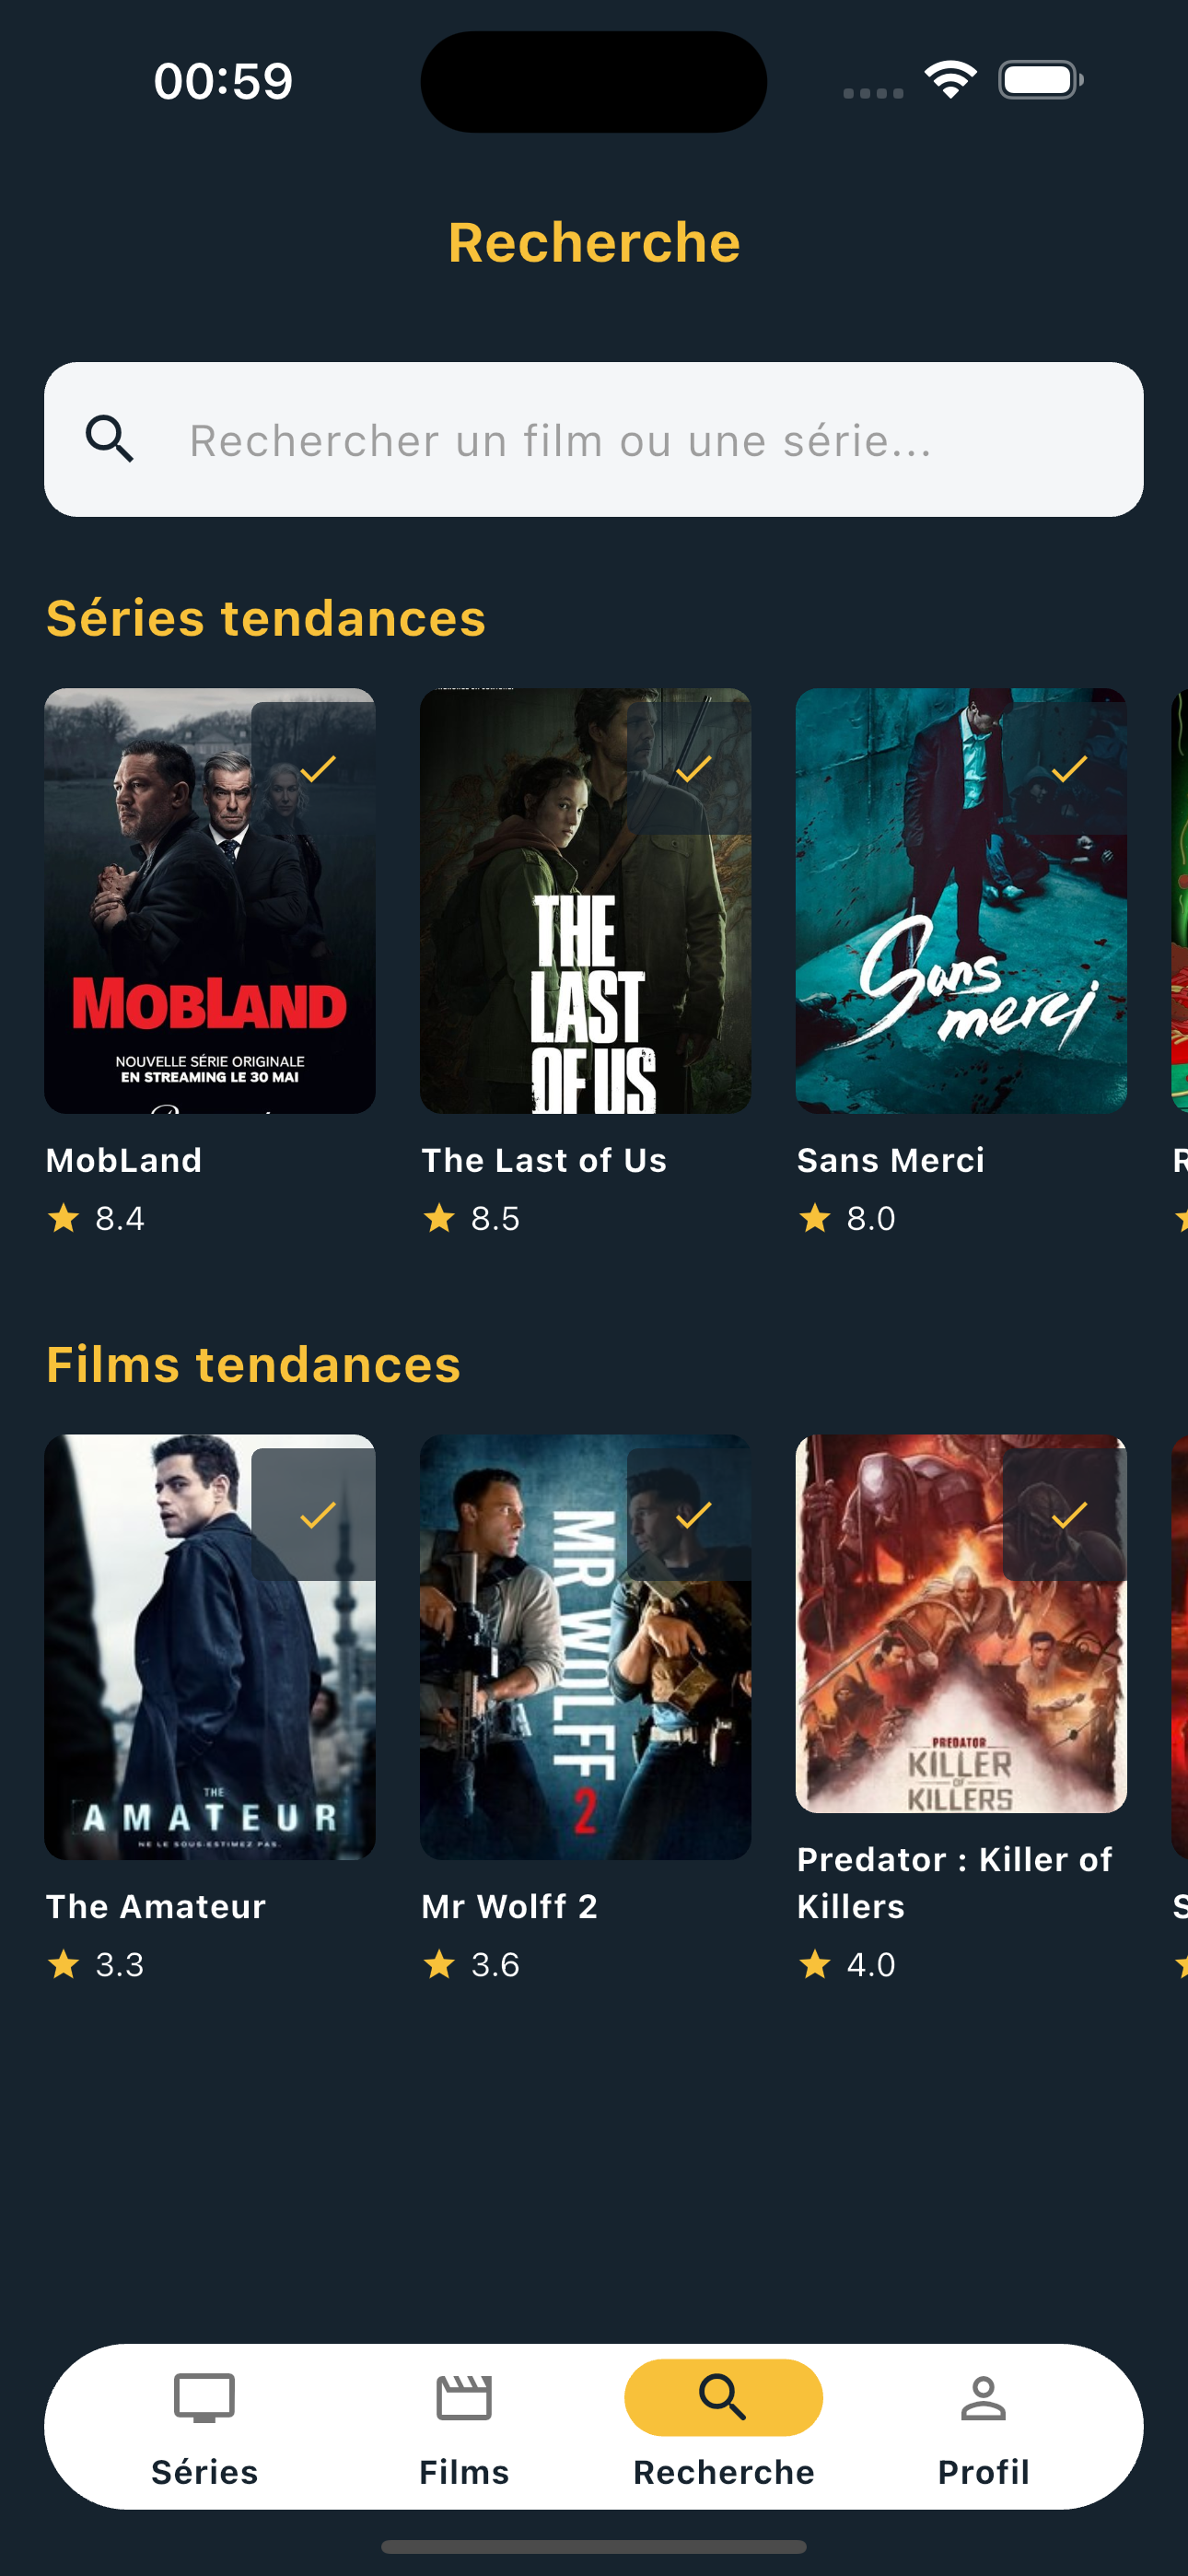 00:59
Recherche
Rechercher un film ou une série...
Séries tendances
MOBLAND
NOUVELLE SÉRIE ORIGINALE
EN STREAMING LE 30 MAI
THE
LAST
OF US
Sans
merci
MobLand
The Last of Us
Sans Merci
R
8.4
8.5
8.0
Films tendances
THE
AMATEUR
NE LE SOUS-ESTIMEZ PAS.
MR WOLFF
2
PREDATOR
KILLER
OF
KILLERS
The Amateur
Mr Wolff 2
Predator : Killer of
Killers
S
3.3
3.6
4.0
Séries
Films
Recherche
Profil